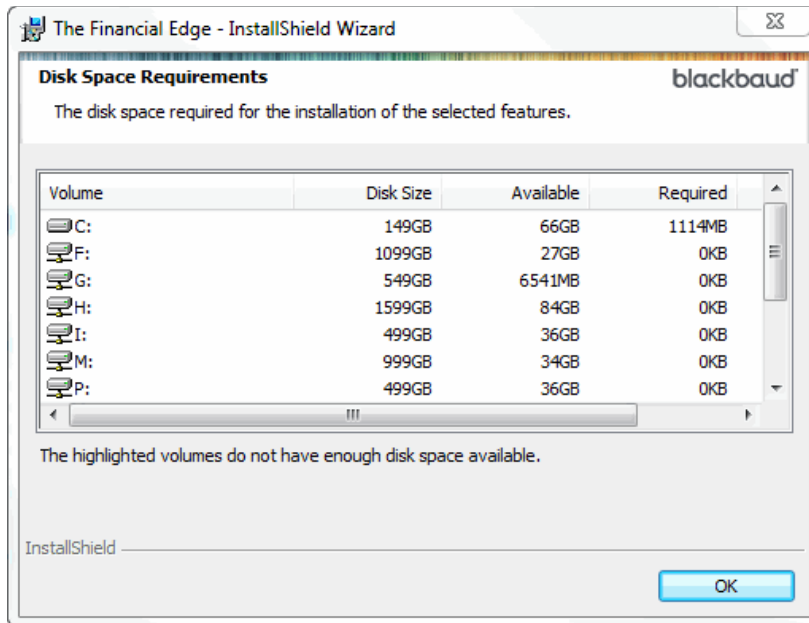 The Financial Edge - InstallShield Wizard
Disk Space Requirements
blackbaud
The disk space required for the installation of the selected features.
Volume Disk Size Available Required
C: 149GB 66GB 1114MB
F: 1099GB 27GB 0KB
G: 549GB 6541MB 0KB
H: 1599GB 84GB 0KB
I: 499GB 36GB 0KB
M: 999GB 34GB 0KB
P: 499GB 36GB 0KB
The highlighted volumes do not have enough disk space available.
InstallShield
OK